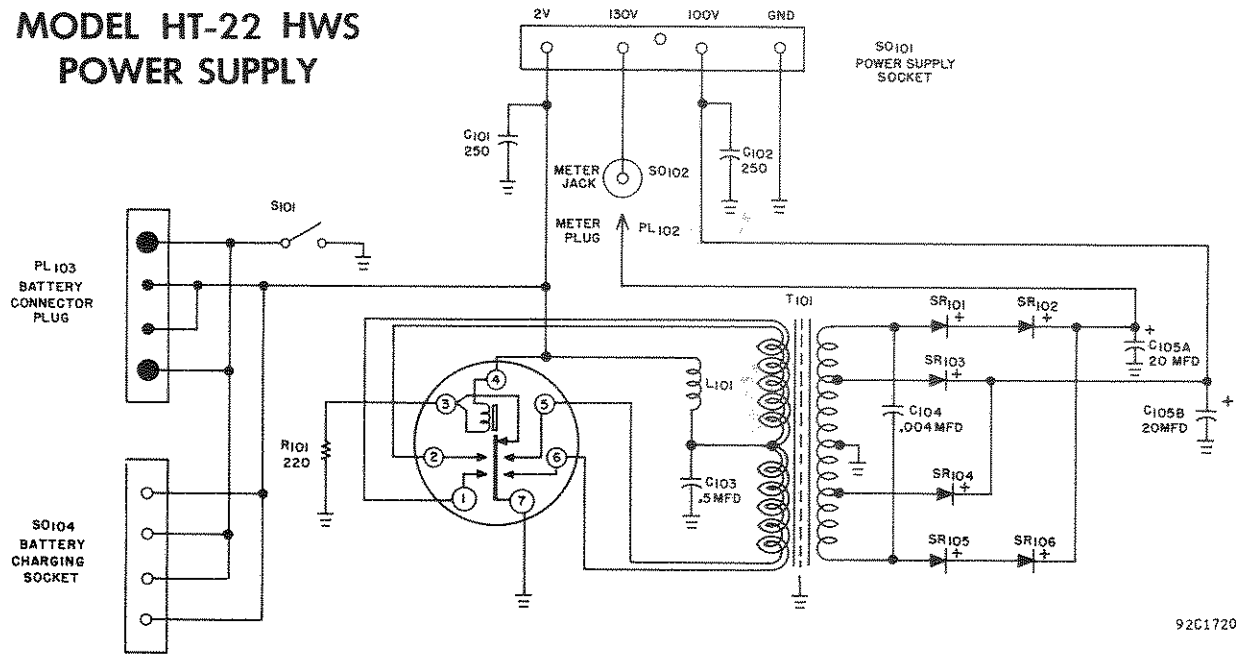 MODEL HT-22 HWS
POWER SUPPLY
2V
130V
100V
GND
SO101
POWER SUPPLY
SOCKET
C101
250
METER
JACK
SO102
C102
250
METER
PLUG
PL102
S101
PL103
BATTERY
CONNECTOR
PLUG
T101
SR101
+
SR102
+
+
C105A
20 MFD
SR103
+
C104
.004MFD
+
C105B
20MFD
L101
4
3
5
2
6
1
7
R101
220
C103
.5MFD
SR104
+
SR105
+
SR106
+
SO104
BATTERY
CHARGING
SOCKET
92C1720